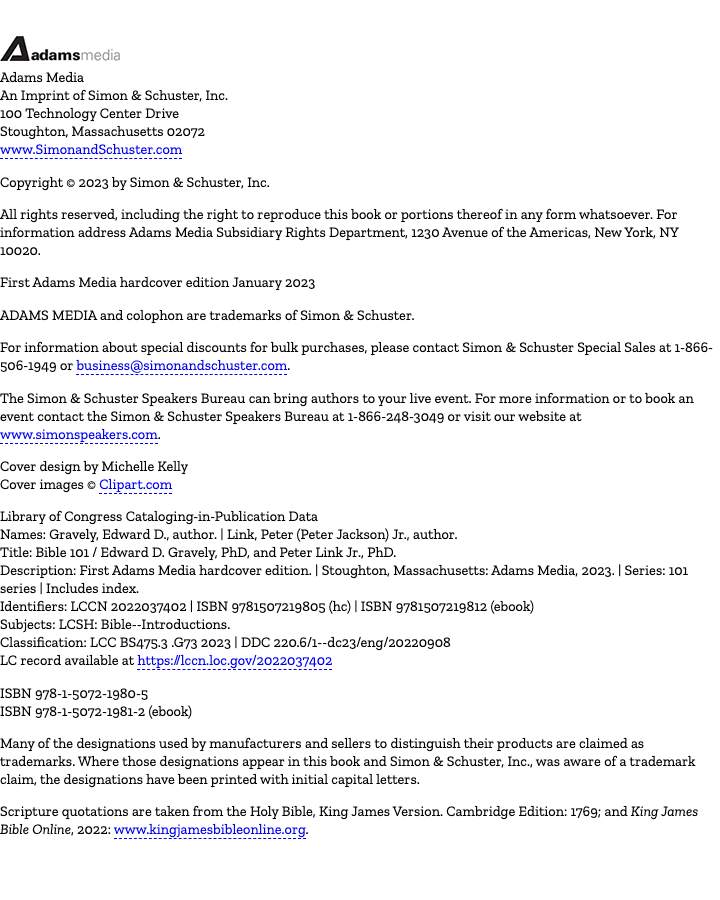 adamsmedia
Adams Media
An Imprint of Simon & Schuster, Inc.
100 Technology Center Drive
Stoughton, Massachusetts 02072
www.SimonandSchuster.com
Copyright © 2023 by Simon & Schuster, Inc.
All rights reserved, including the right to reproduce this book or portions thereof in any form whatsoever. For
information address Adams Media Subsidiary Rights Department, 1230 Avenue of the Americas, New York, NY
10020.
First Adams Media hardcover edition January 2023
ADAMS MEDIA and colophon are trademarks of Simon & Schuster.
For information about special discounts for bulk purchases, please contact Simon & Schuster Special Sales at 1-866-
506-1949 or business@simonandschuster.com.
The Simon & Schuster Speakers Bureau can bring authors to your live event. For more information or to book an
event contact the Simon & Schuster Speakers Bureau at 1-866-248-3049 or visit our website at
www.simonspeakers.com.
Cover design by Michelle Kelly
Cover images © Clipart.com
Library of Congress Cataloging-in-Publication Data
Names: Gravely, Edward D., author. | Link, Peter (Peter Jackson) Jr., author.
Title: Bible 101 / Edward D. Gravely, PhD, and Peter Link Jr., PhD.
Description: First Adams Media hardcover edition. | Stoughton, Massachusetts: Adams Media, 2023. | Series: 101
series | Includes index.
Identifiers: LCCN 2022037402 | ISBN 9781507219805 (hc) | ISBN 9781507219812 (ebook)
Subjects: LCSH: Bible--Introductions.
Classification: LCC BS475.3 .G73 2023 | DDC 220.6/1--dc23/eng/20220908
LC record available at https://lccn.loc.gov/2022037402
ISBN 978-1-5072-1980-5
ISBN 978-1-5072-1981-2 (ebook)
Many of the designations used by manufacturers and sellers to distinguish their products are claimed as
trademarks. Where those designations appear in this book and Simon & Schuster, Inc., was aware of a trademark
claim, the designations have been printed with initial capital letters.
Scripture quotations are taken from the Holy Bible, King James Version. Cambridge Edition: 1769; and King James
Bible Online, 2022: www.kingjamesbibleonline.org.